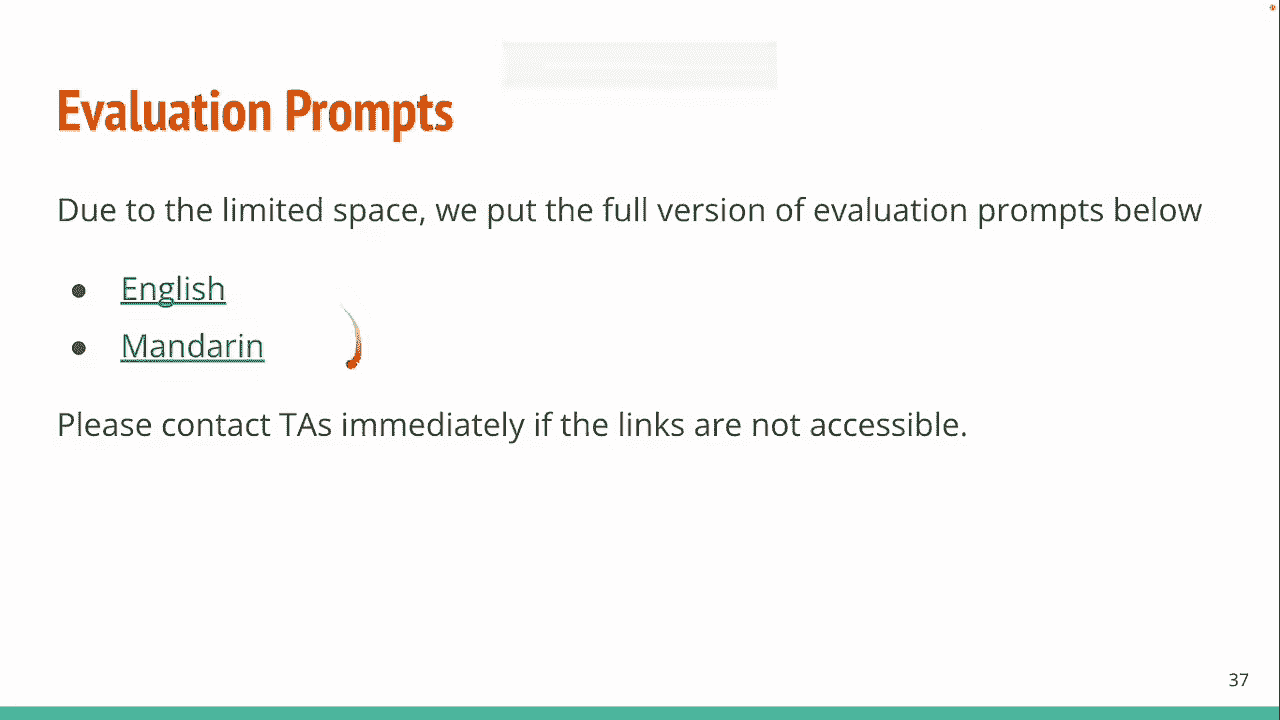 Evaluation Prompts
Due to the limited space, we put the full version of evaluation prompts below
● English
● Mandarin
Please contact TAs immediately if the links are not accessible.
37